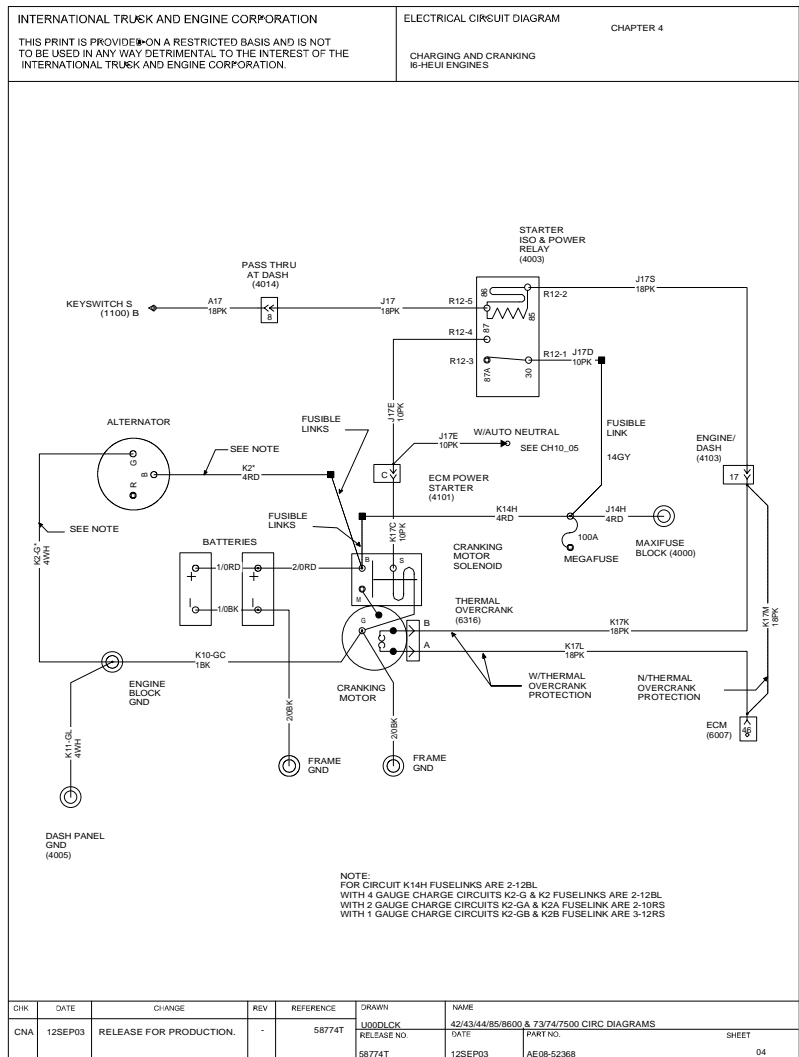 INTERNATIONAL TRUCK AND ENGINE CORPORATION
THIS PRINT IS PROVIDED ON A RESTRICTED BASIS AND IS NOT
TO BE USED IN ANY WAY DETRIMENTAL TO THE INTEREST OF THE
INTERNATIONAL TRUCK AND ENGINE CORPORATION.
ELECTRICAL CIRCUIT DIAGRAM
CHAPTER 4
CHARGING AND CRANKING
I6-HEUI ENGINES
STARTER
ISO & POWER
RELAY
(4003)
PASS THRU
AT DASH
(4014)
KEYSWITCH S
(1100) B
A17
18PK
8
J17
18PK
R12-5
86
85
R12-2
J17S
18PK
R12-4
87
R12-3
87A
30
R12-1
J17D
10PK
J17E
10PK
ALTERNATOR
G
B
R
SEE NOTE
K2*
4RD
FUSIBLE
LINKS
J17E
10PK
W/AUTO NEUTRAL
SEE CH10_05
FUSIBLE
LINK
14GY
ENGINE/
DASH
(4103)
17
C
ECM POWER
STARTER
(4101)
SEE NOTE
K2-G*
4WH
FUSIBLE
LINKS
K17C
10PK
K14H
4RD
J14H
4RD
100A
MEGAFUSE
MAXIFUSE
BLOCK (4000)
BATTERIES
1/0RD
2/0RD
+
+
1/0BK
B
S
M
G
CRANKING
MOTOR
SOLENOID
THERMAL
OVERCRANK
(6316)
B
A
K17K
18PK
K17L
18PK
K17M
18PK
K10-GC
1BK
ENGINE
BLOCK
GND
CRANKING
MOTOR
W/THERMAL
OVERCRANK
PROTECTION
N/THERMAL
OVERCRANK
PROTECTION
ECM
(6007)
46
K11-GL
4WH
2/0BK
2/0BK
FRAME
GND
FRAME
GND
DASH PANEL
GND
(4005)
NOTE:
FOR CIRCUIT K14H FUSELINKS ARE 2-12BL
WITH 4 GAUGE CHARGE CIRCUITS K2-G & K2 FUSELINKS ARE 2-12BL
WITH 2 GAUGE CHARGE CIRCUITS K2-GA & K2A FUSELINK ARE 2-10RS
WITH 1 GAUGE CHARGE CIRCUITS K2-GB & K2B FUSELINK ARE 3-12RS
CHK DATE CHANGE REV REFERENCE
CNA 12SEP03 RELEASE FOR PRODUCTION. - 58774T
DRAWN
U00DLCK
NAME
42/43/44/85/8600 & 73/74/7500 CIRC DIAGRAMS
RELEASE NO.
58774T
DATE
12SEP03
PART NO.
AE08-52368
SHEET
04